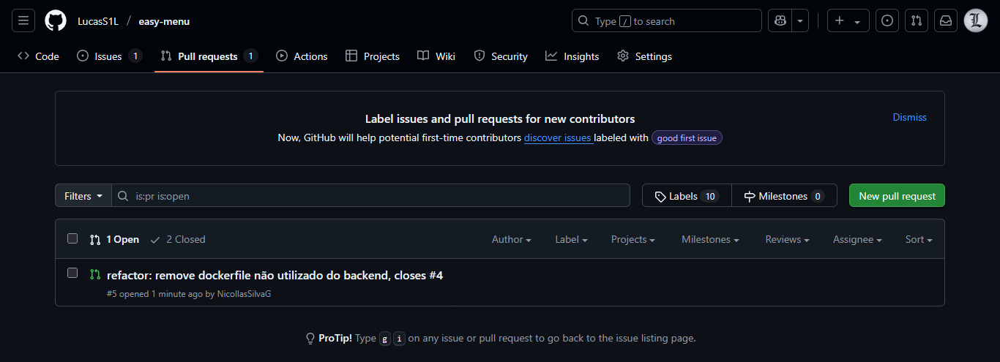 LucasS1L / easy-menu
Type / to search
Code Issues 1 Pull requests 1 Actions Projects Wiki Security Insights Settings
Label issues and pull requests for new contributors
Dismiss
Now, GitHub will help potential first-time contributors discover issues labeled with good first issue
Filters is:pr is:open Labels 10 Milestones 0 New pull request
1 Open 2 Closed Author Label Projects Milestones Reviews Assignee Sort
refactor: remove dockerfile não utilizado do backend, closes #4
#5 opened 1 minute ago by NicollasSilvaG
ProTip! Type g i on any issue or pull request to go back to the issue listing page.